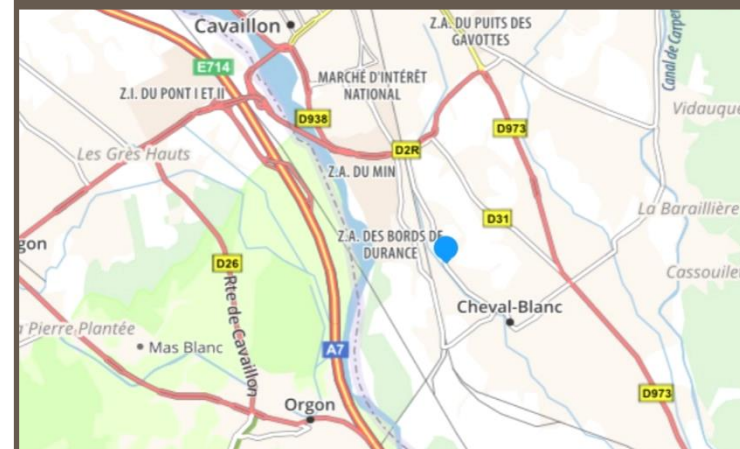 Cavaillon
Z.A. DU PUITS DES
GAVOTTES
E714
MARCHÉ D'INTÉRÊT
NATIONAL
Z.I. DU PONT I ET II
Canal de Carpen
Vidauque
D938
D973
Les Grès Hauts
D2R
Z.A. DU MIN
La Baraillière
D31
Z.A. DES BORDS DE
DURANCE
gon
D26
Cassouile
Rte de Cavaillon
Cheval-Blanc
a Pierre Plantée
Mas Blanc
A7
D973
Orgon